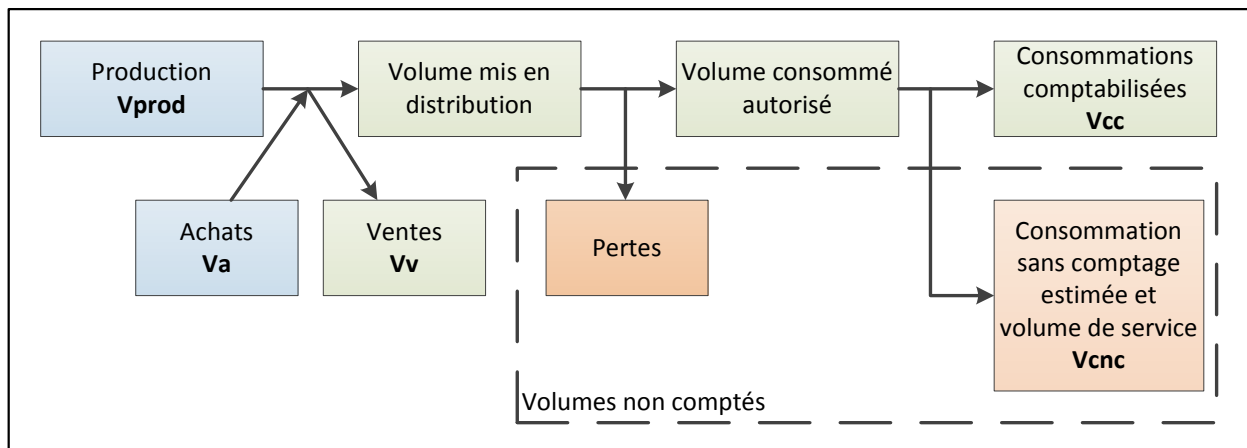 Production
Vprod
Volume mis en
distribution
Volume consommé
autorisé
Consommations
comptabilisées
Vcc
Achats
Va
Ventes
Vv
Pertes
Consommation
sans comptage
estimée et
volume de service
Vcnc
Volumes non comptés